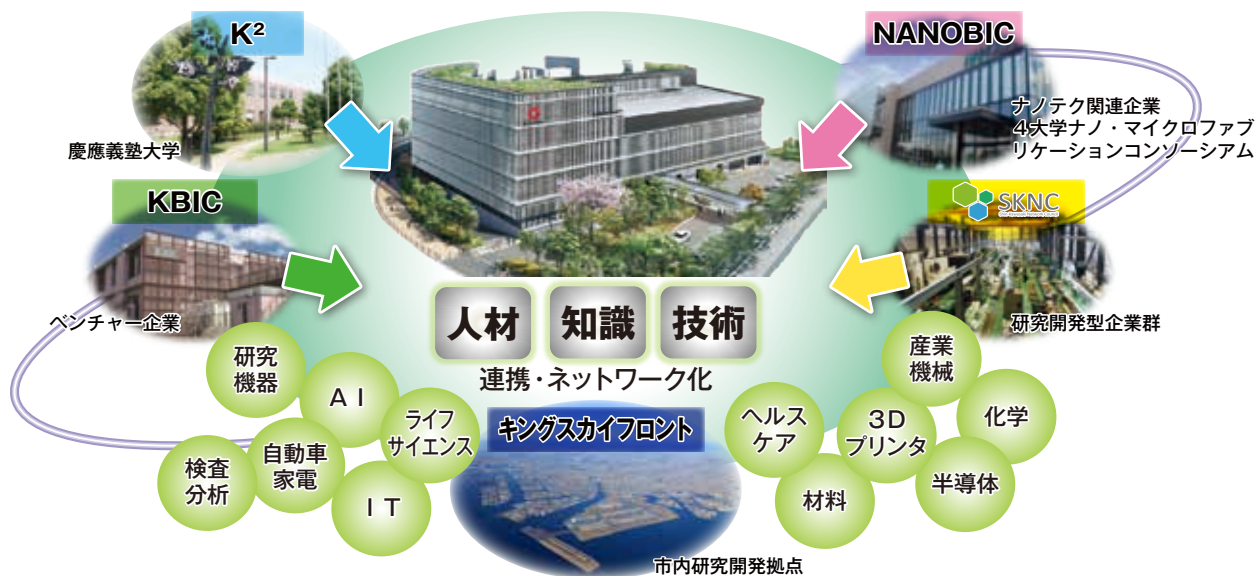 K²
慶應義塾大学
NANOBIC
ナノテク関連企業
4大学ナノ・マイクロファブ
リケーションコンソーシアム
KBIC
ベンチャー企業
SKNC
研究開発型企業群
人材
知識
技術
連携・ネットワーク化
研究
機器
AI
ライフ
サイエンス
検査
分析
自動車
家電
IT
キングスカイフロント
市内研究開発拠点
ヘルス
ケア
3D
プリンタ
産業
機械
化学
材料
半導体